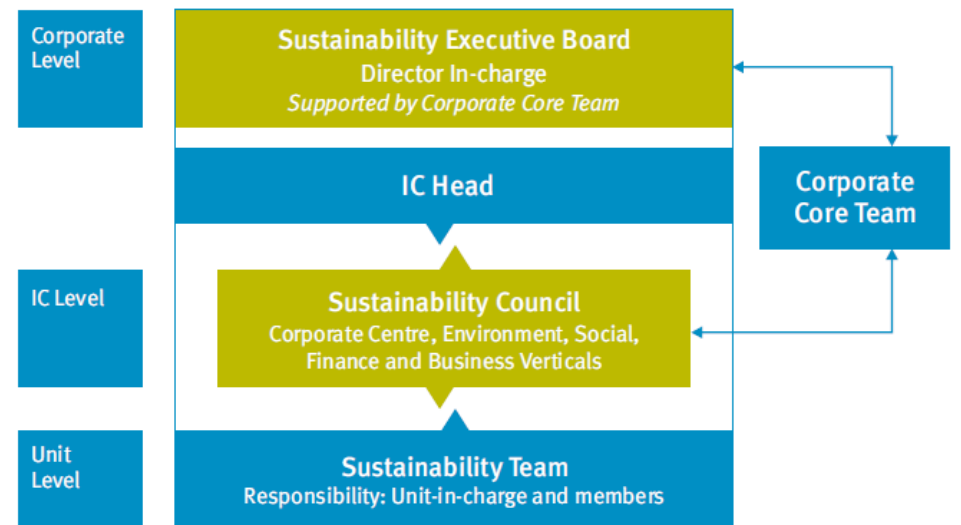 Corporate
Level
Sustainability Executive Board
Director In-charge
Supported by Corporate Core Team
IC Head
Corporate
Core Team
IC Level
Sustainability Council
Corporate Centre, Environment, Social,
Finance and Business Verticals
Unit
Level
Sustainability Team
Responsibility: Unit-in-charge and members